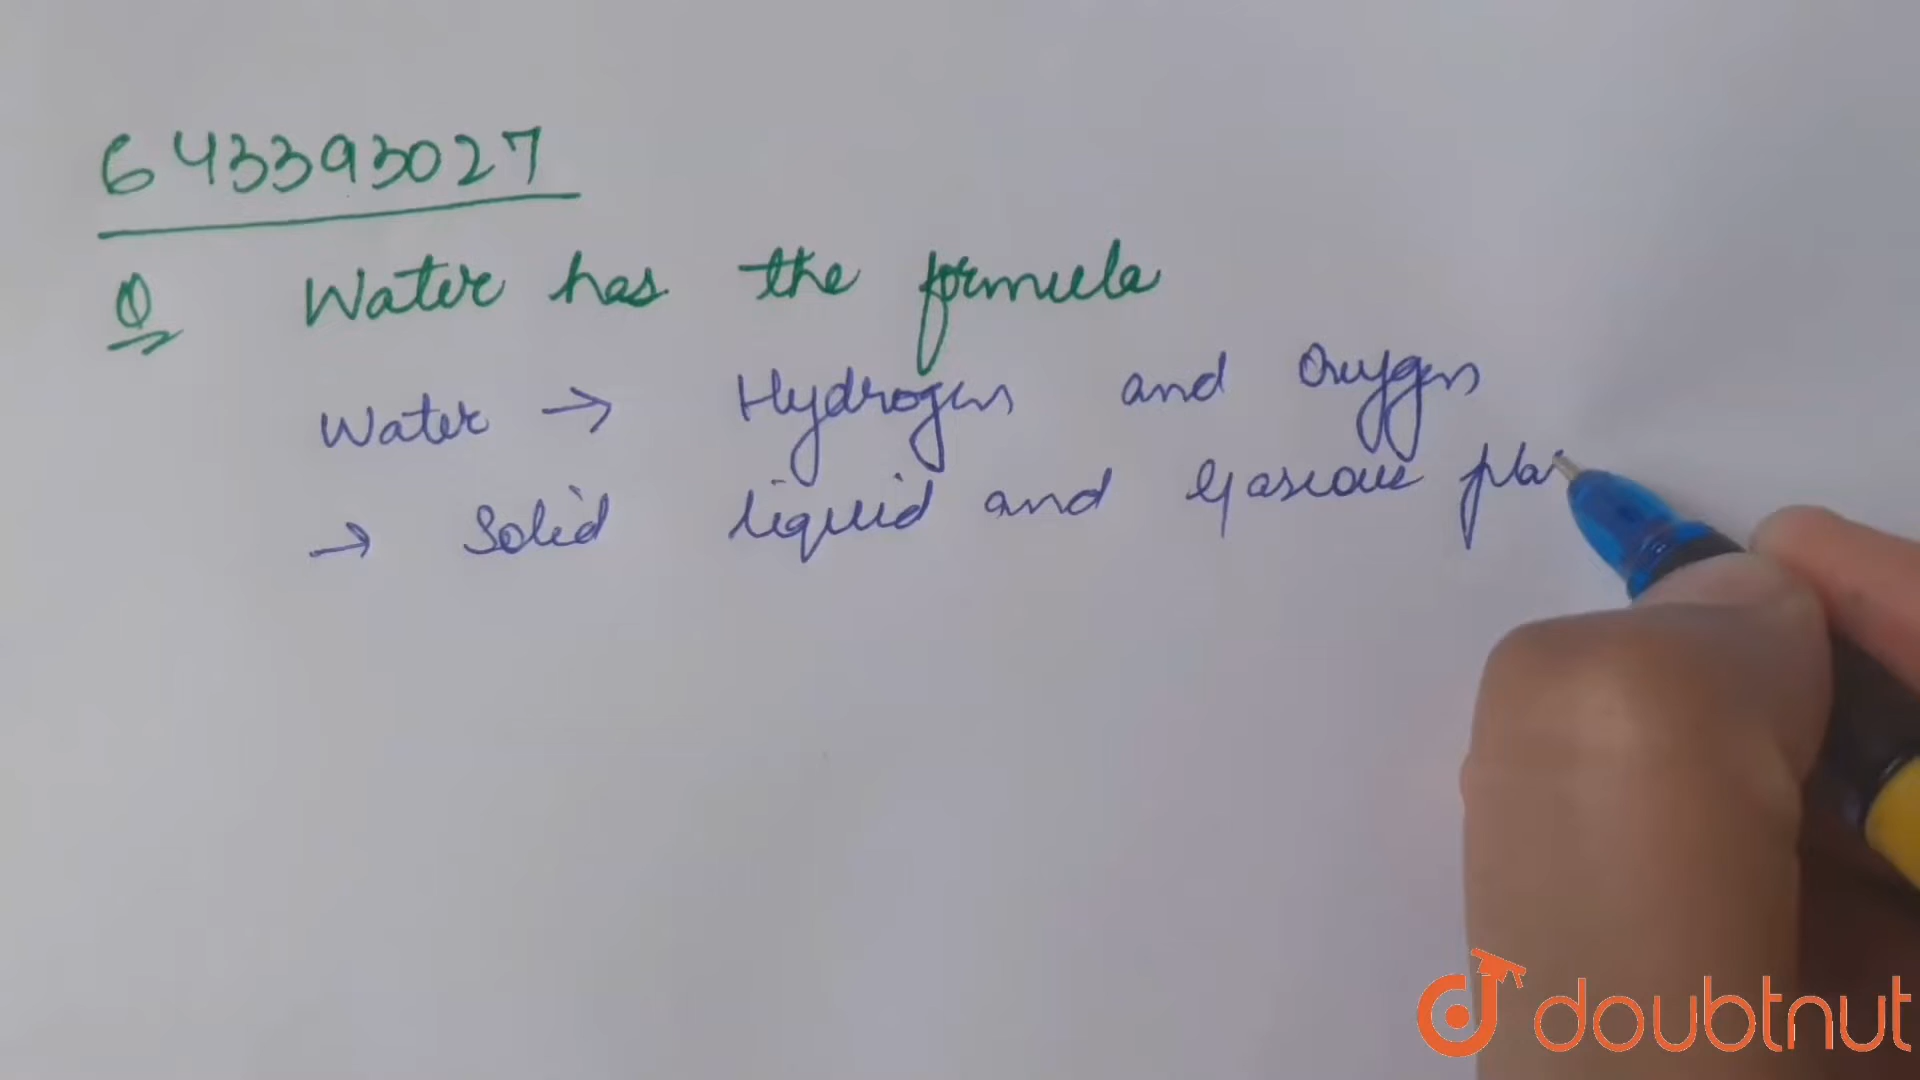 643393027
Q Water has the formula
Water → Hydrogen and Oxygen
→ Solid liquid and Gaseous
doubtnut